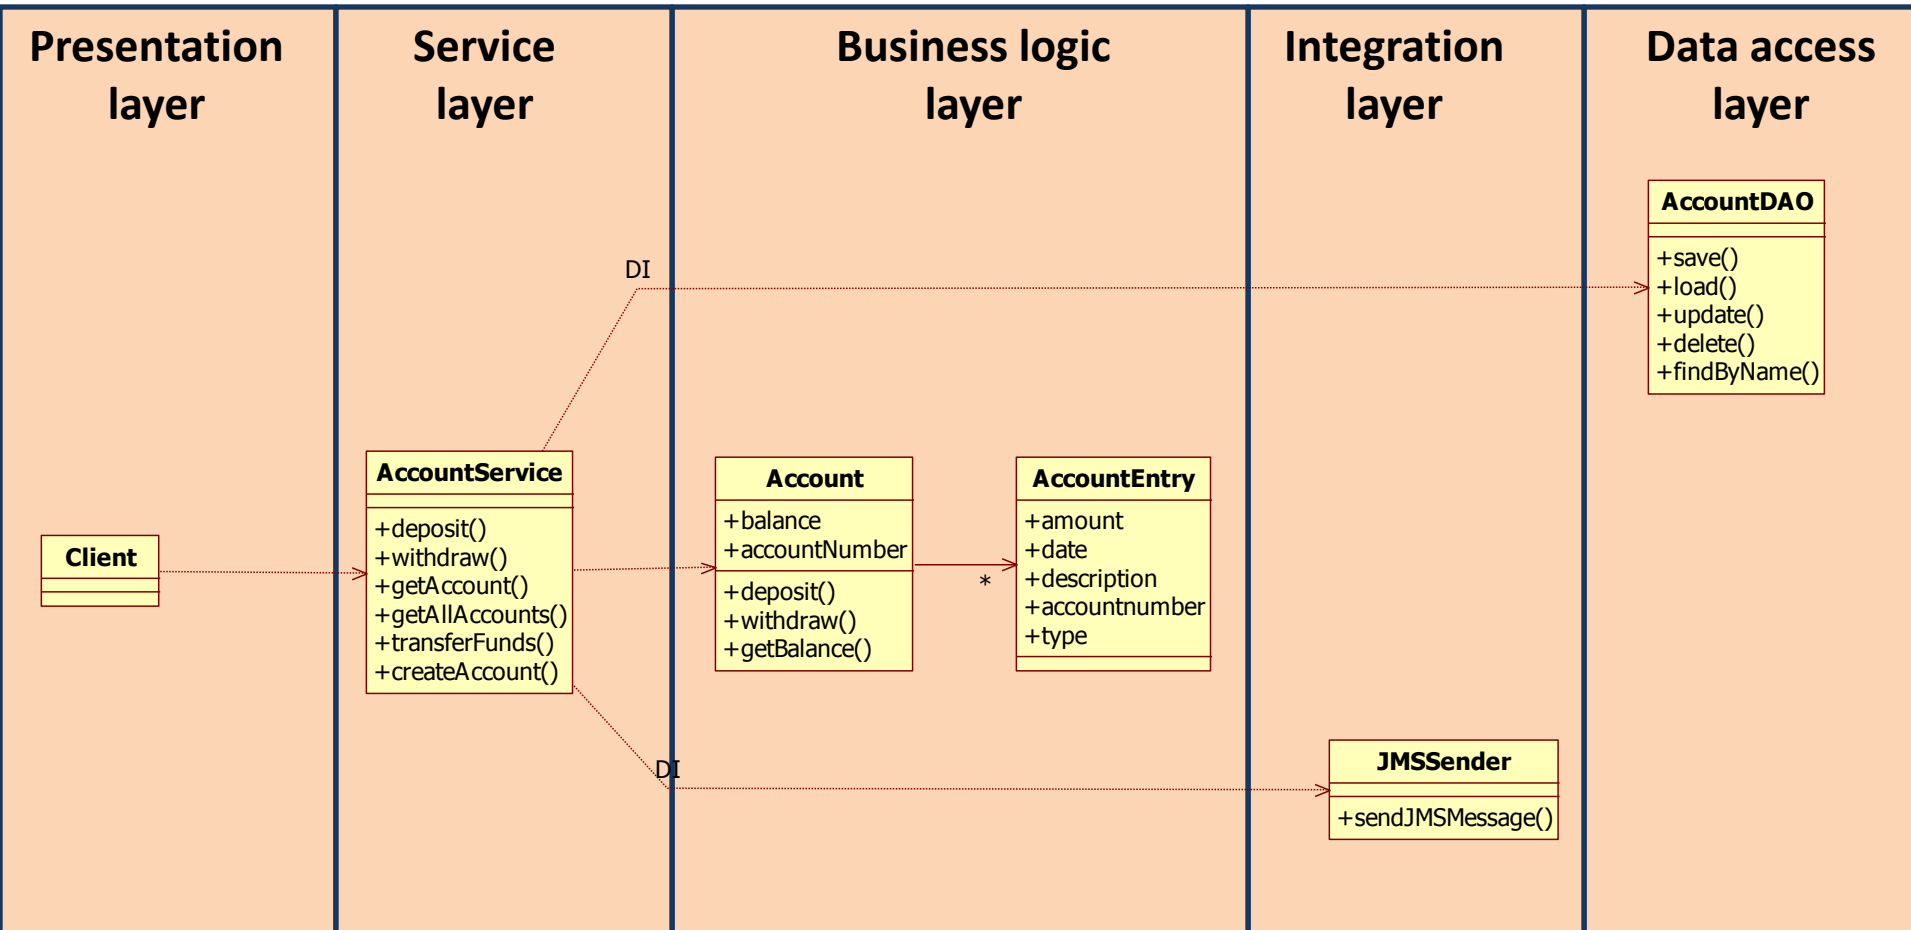 Presentation
layer
Service
layer
Business logic
layer
Integration
layer
Data access
layer
AccountDAO
+save()
+load()
+update()
+delete()
+findByName()
DI
AccountService
+deposit()
+withdraw()
+getAccount()
+getAllAccounts()
+transferFunds()
+createAccount()
Account
+balance
+accountNumber
+deposit()
+withdraw()
+getBalance()
*
AccountEntry
+amount
+date
+description
+accountnumber
+type
Client
DI
JMSSender
+sendJMSMessage()